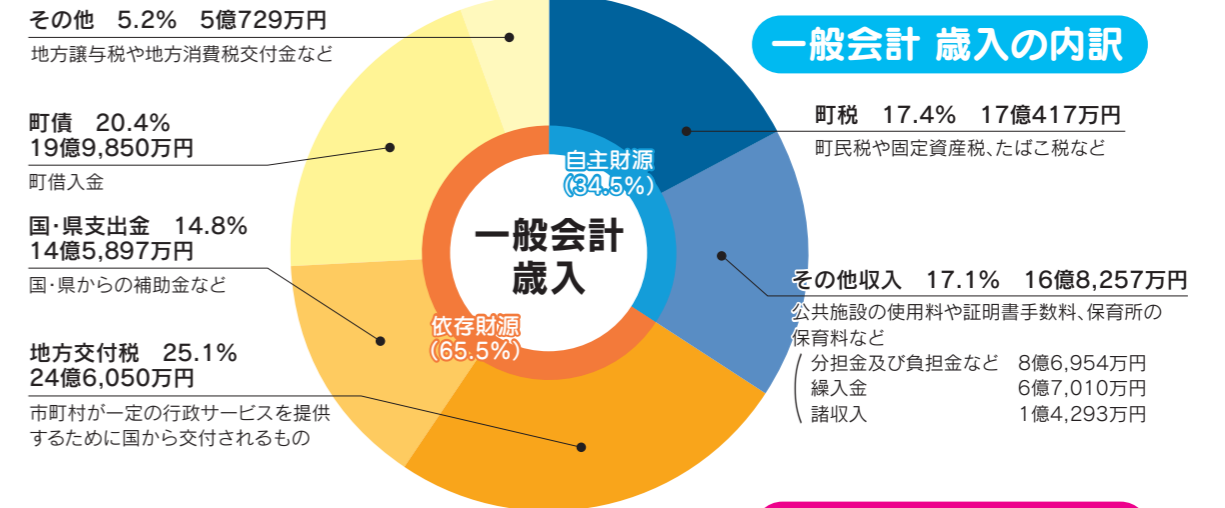 その他 5.2% 5億729万円
地方譲与税や地方消費税交付金など
町債 20.4%
19億9,850万円
町借入金
国・県支出金 14.8%
14億5,897万円
国・県からの補助金など
地方交付税 25.1%
24億6,050万円
市町村が一定の行政サービスを提供
するために国から交付されるもの
自主財源
(34.5%)
一般会計
歳入
依存財源
(65.5%)
一般会計 歳入の内訳
町税 17.4% 17億417万円
町民税や固定資産税、たばこ税など
その他収入 17.1% 16億8,257万円
公共施設の使用料や証明書手数料、保育所の
保育料など
分担金及び負担金など 8億6,954万円
繰入金 6億7,010万円
諸収入 1億4,293万円